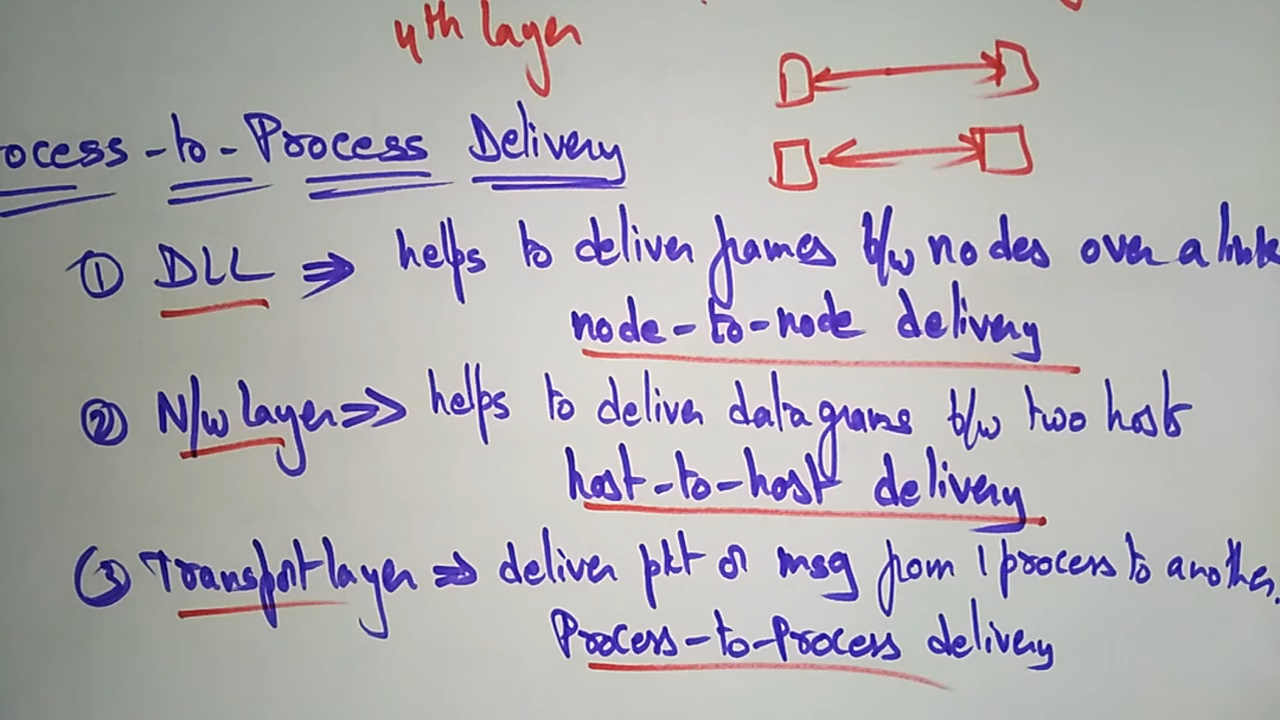 4th layer
ocess-to-Process Delivery
① DLL ⇒ helps to deliver frames b/w nodes over a link
node-to-node delivery
② N/w layer ⇒ helps to deliver datagrams b/w two hosts
host-to-host delivery
③ Transport layer ⇒ deliver pkt or msg from 1 process to another.
Process-to-Process delivery